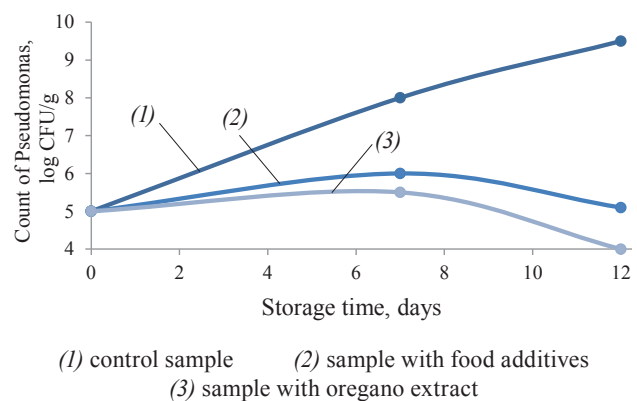 Count of Pseudomonas,
log CFU/g
10
9
8
7
6
5
4
(1)
(2)
(3)
0 2 4 6 8 10 12
Storage time, days
(1) control sample (2) sample with food additives
(3) sample with oregano extract